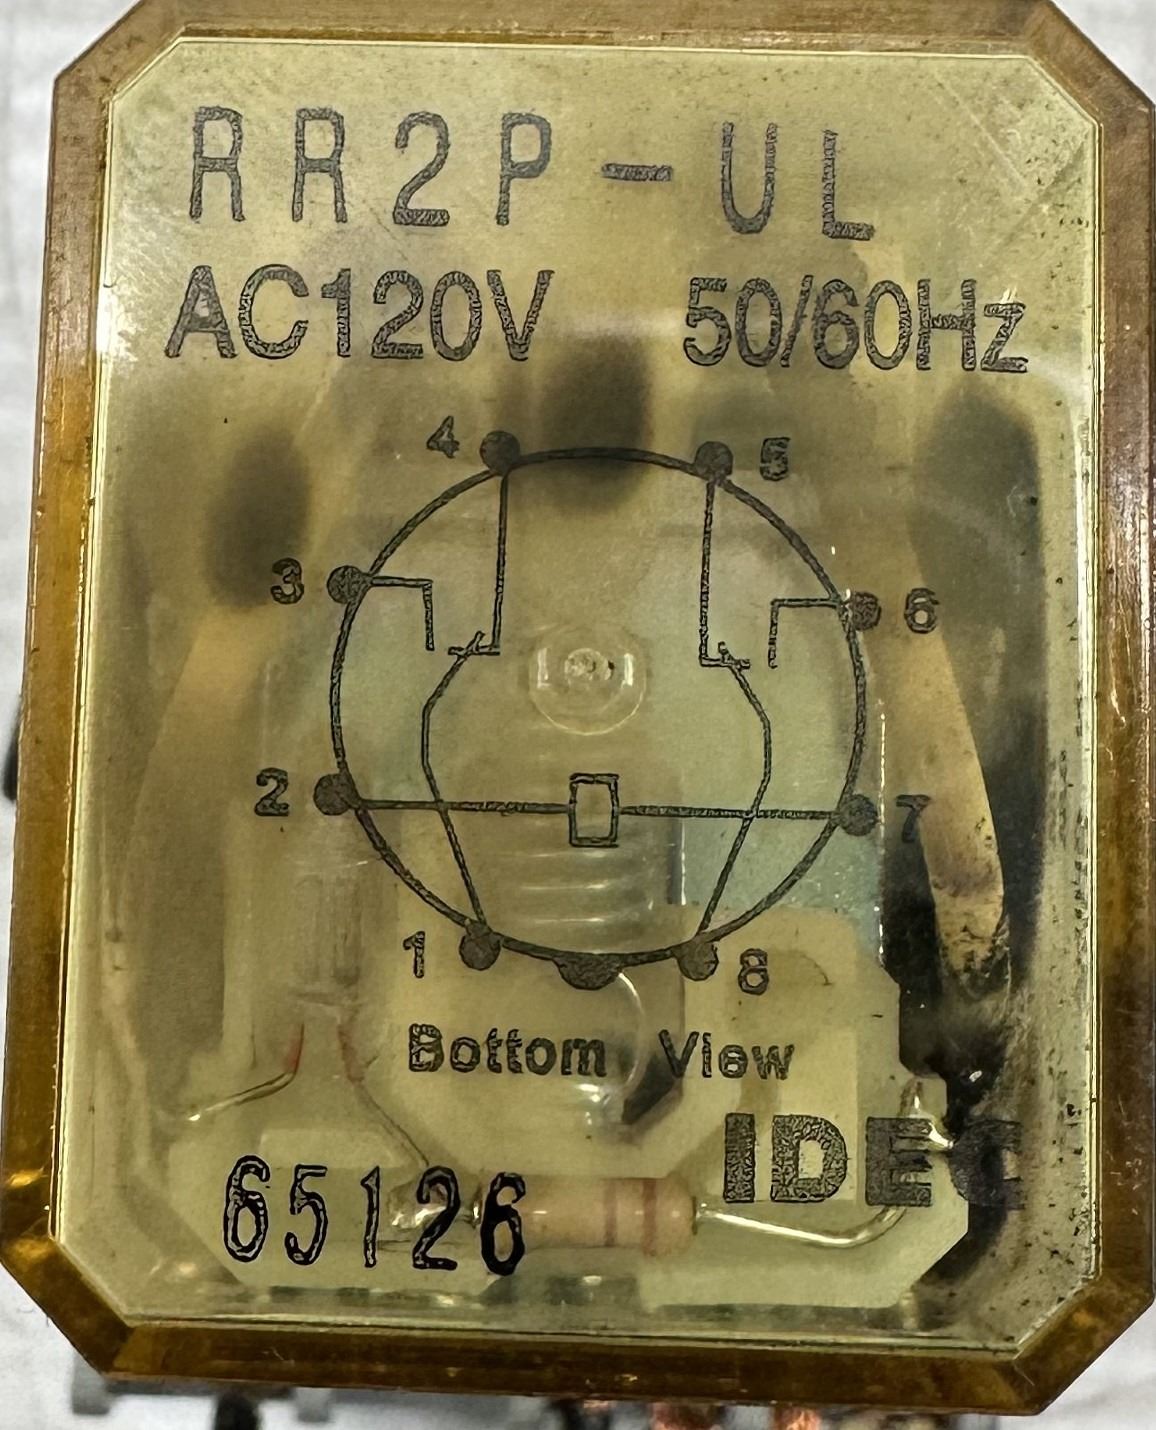 RR2P-UL
AC120V 50/60Hz
4 5
3 6
2 7
1 8
Bottom View
IDEC
65126